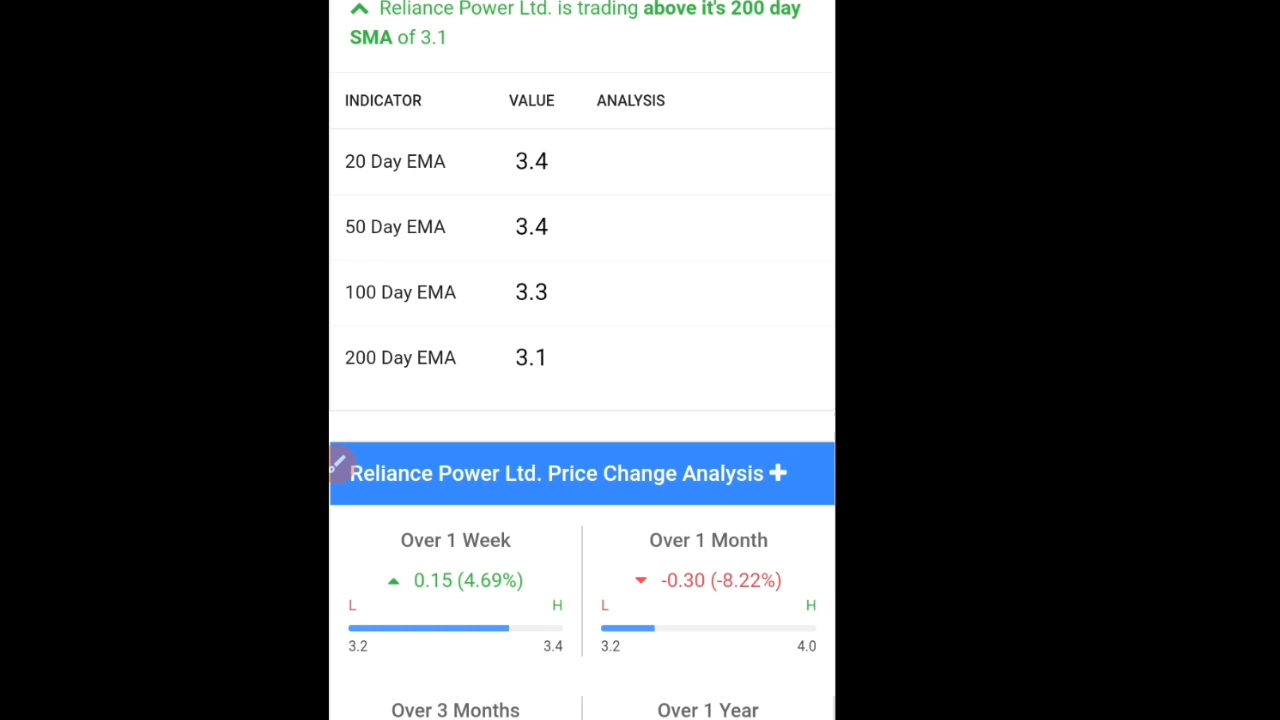 Reliance Power Ltd. is trading above it's 200 day
SMA of 3.1
INDICATOR VALUE ANALYSIS
20 Day EMA 3.4
50 Day EMA 3.4
100 Day EMA 3.3
200 Day EMA 3.1
Reliance Power Ltd. Price Change Analysis +
Over 1 Week Over 1 Month
0.15 (4.69%) -0.30 (-8.22%)
L H L H
3.2 3.4 3.2 4.0
Over 3 Months Over 1 Year